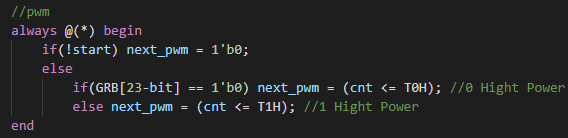 //pwm
always @(*) begin
    if(!start) next_pwm = 1'b0;
    else
        if(GRB[23-bit] == 1'b0) next_pwm = (cnt <= T0H); //0 Hight Power
        else next_pwm = (cnt <= T1H); //1 Hight Power
end